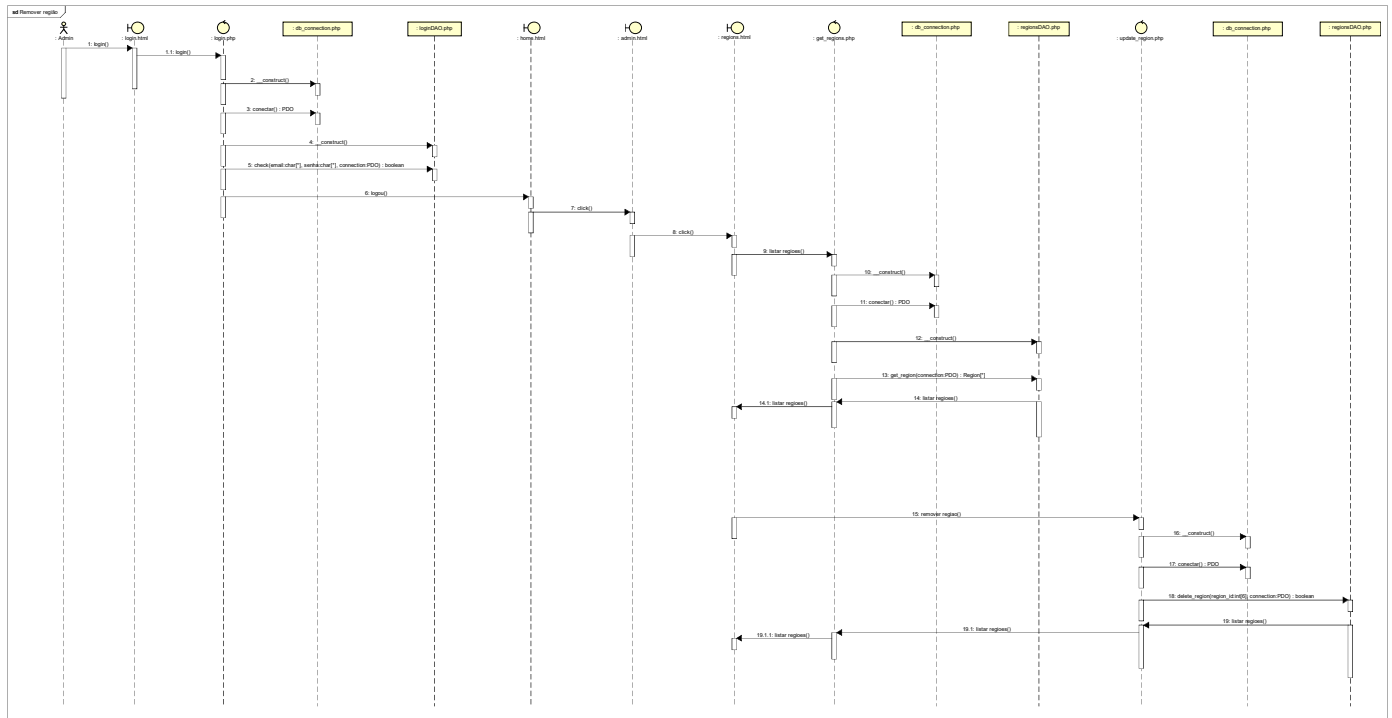 sd Remover região
: Admin
: login.html
: login.php
: db_connection.php
: loginDAO.php
: home.html
: admin.html
: regions.html
: get_regions.php
: db_connection.php
: regionsDAO.php
: update_region.php
: db_connection.php
: regionsDAO.php
1: login()
1.1: login()
2: __construct()
3: conectar() : PDO
4: __construct()
5: check(email:char[*], senha:char[*], connection:PDO) : boolean
6: logou()
7: click()
8: click()
9: listar regioes()
10: __construct()
11: conectar() : PDO
12: __construct()
13: get_region(connection:PDO) : Region[*]
14: listar regioes()
14.1: listar regioes()
15: remover regiao()
16: __construct()
17: conectar() : PDO
18: delete_region(region_id:int[6], connection:PDO) : boolean
19: listar regioes()
19.1: listar regioes()
19.1.1: listar regioes()